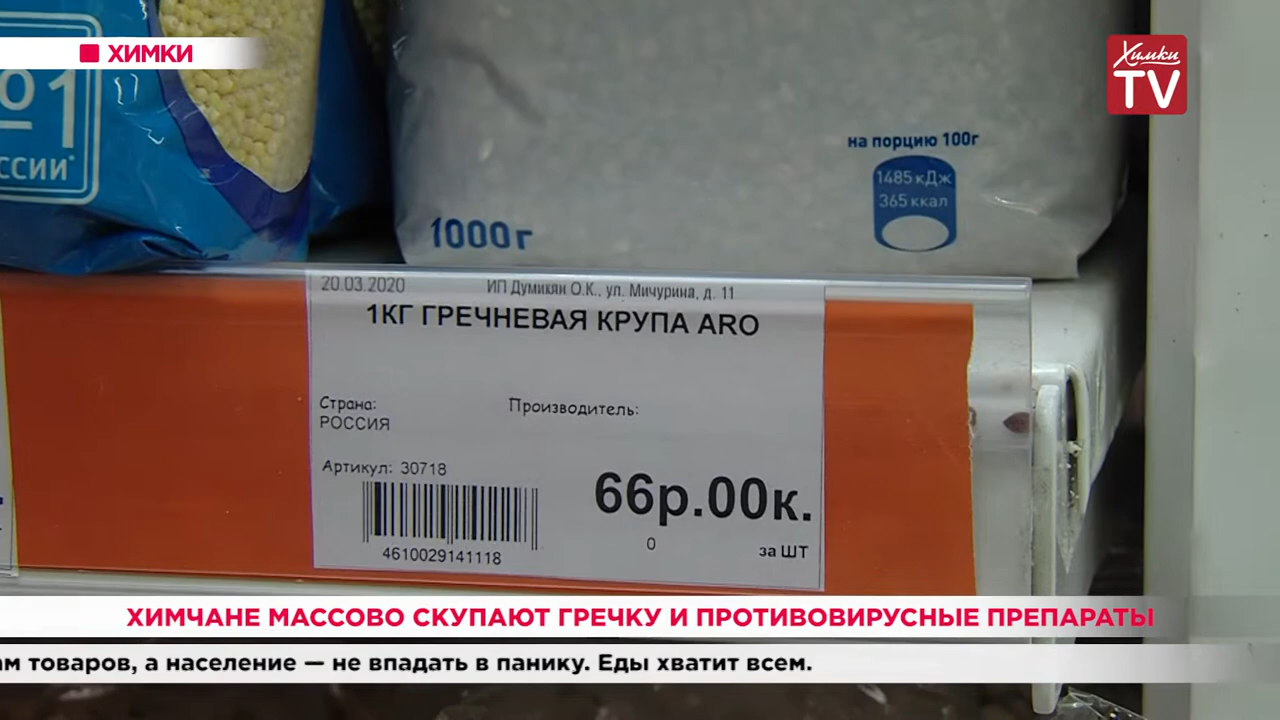 ХИМКИ
Химки
TV
№1
ССИИ
на порцию 100г
1485 кДж
365 ккал
1000г
20.03.2020 ИП Думикян О.К., ул. Мичурина, д. 11
1КГ ГРЕЧНЕВАЯ КРУПА ARO
Страна: Производитель:
РОССИЯ
Артикул: 30718
66р.00к.
4610029141118 0 за ШТ
ХИМЧАНЕ МАССОВО СКУПАЮТ ГРЕЧКУ И ПРОТИВОВИРУСНЫЕ ПРЕПАРАТЫ
ам товаров, а население — не впадать в панику. Еды хватит всем.